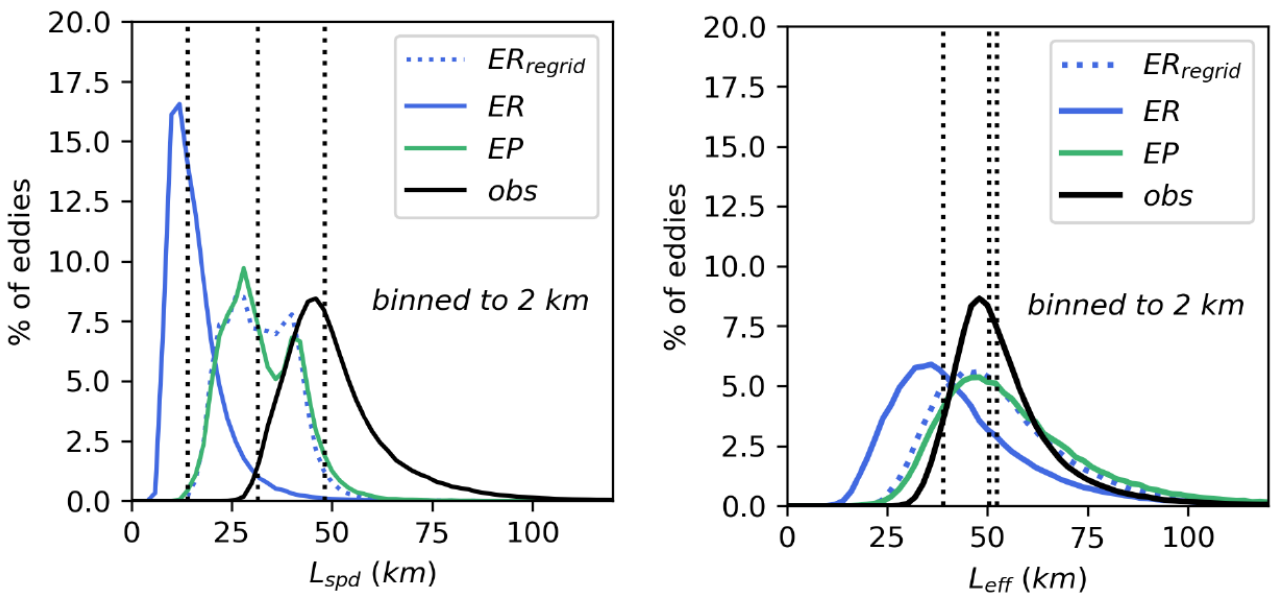 20.0
17.5
15.0
12.5
10.0
7.5
5.0
2.5
0.0
% of eddies
0 25 50 75 100
L_spd (km)
ER_regrid
ER
EP
obs
binned to 2 km
20.0
17.5
15.0
12.5
10.0
7.5
5.0
2.5
0.0
% of eddies
0 25 50 75 100
L_eff (km)
ER_regrid
ER
EP
obs
binned to 2 km